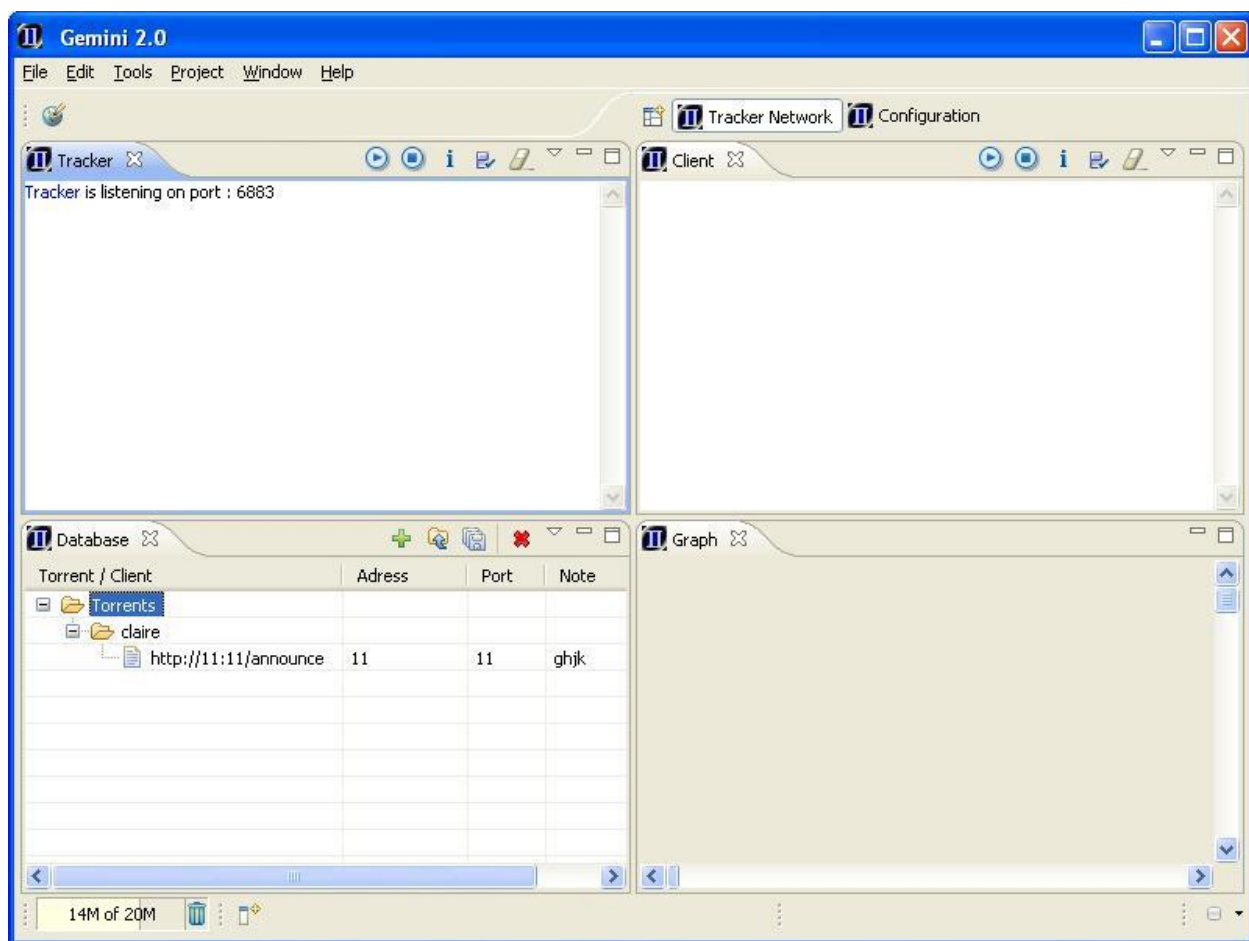 Gemini 2.0
File Edit Tools Project Window Help
Tracker Network Configuration
Tracker
Tracker is listening on port : 6883
Client
Database
Torrent / Client Adress Port Note
Torrents
claire
http://11:11/announce 11 11 ghjk
Graph
14M of 20M